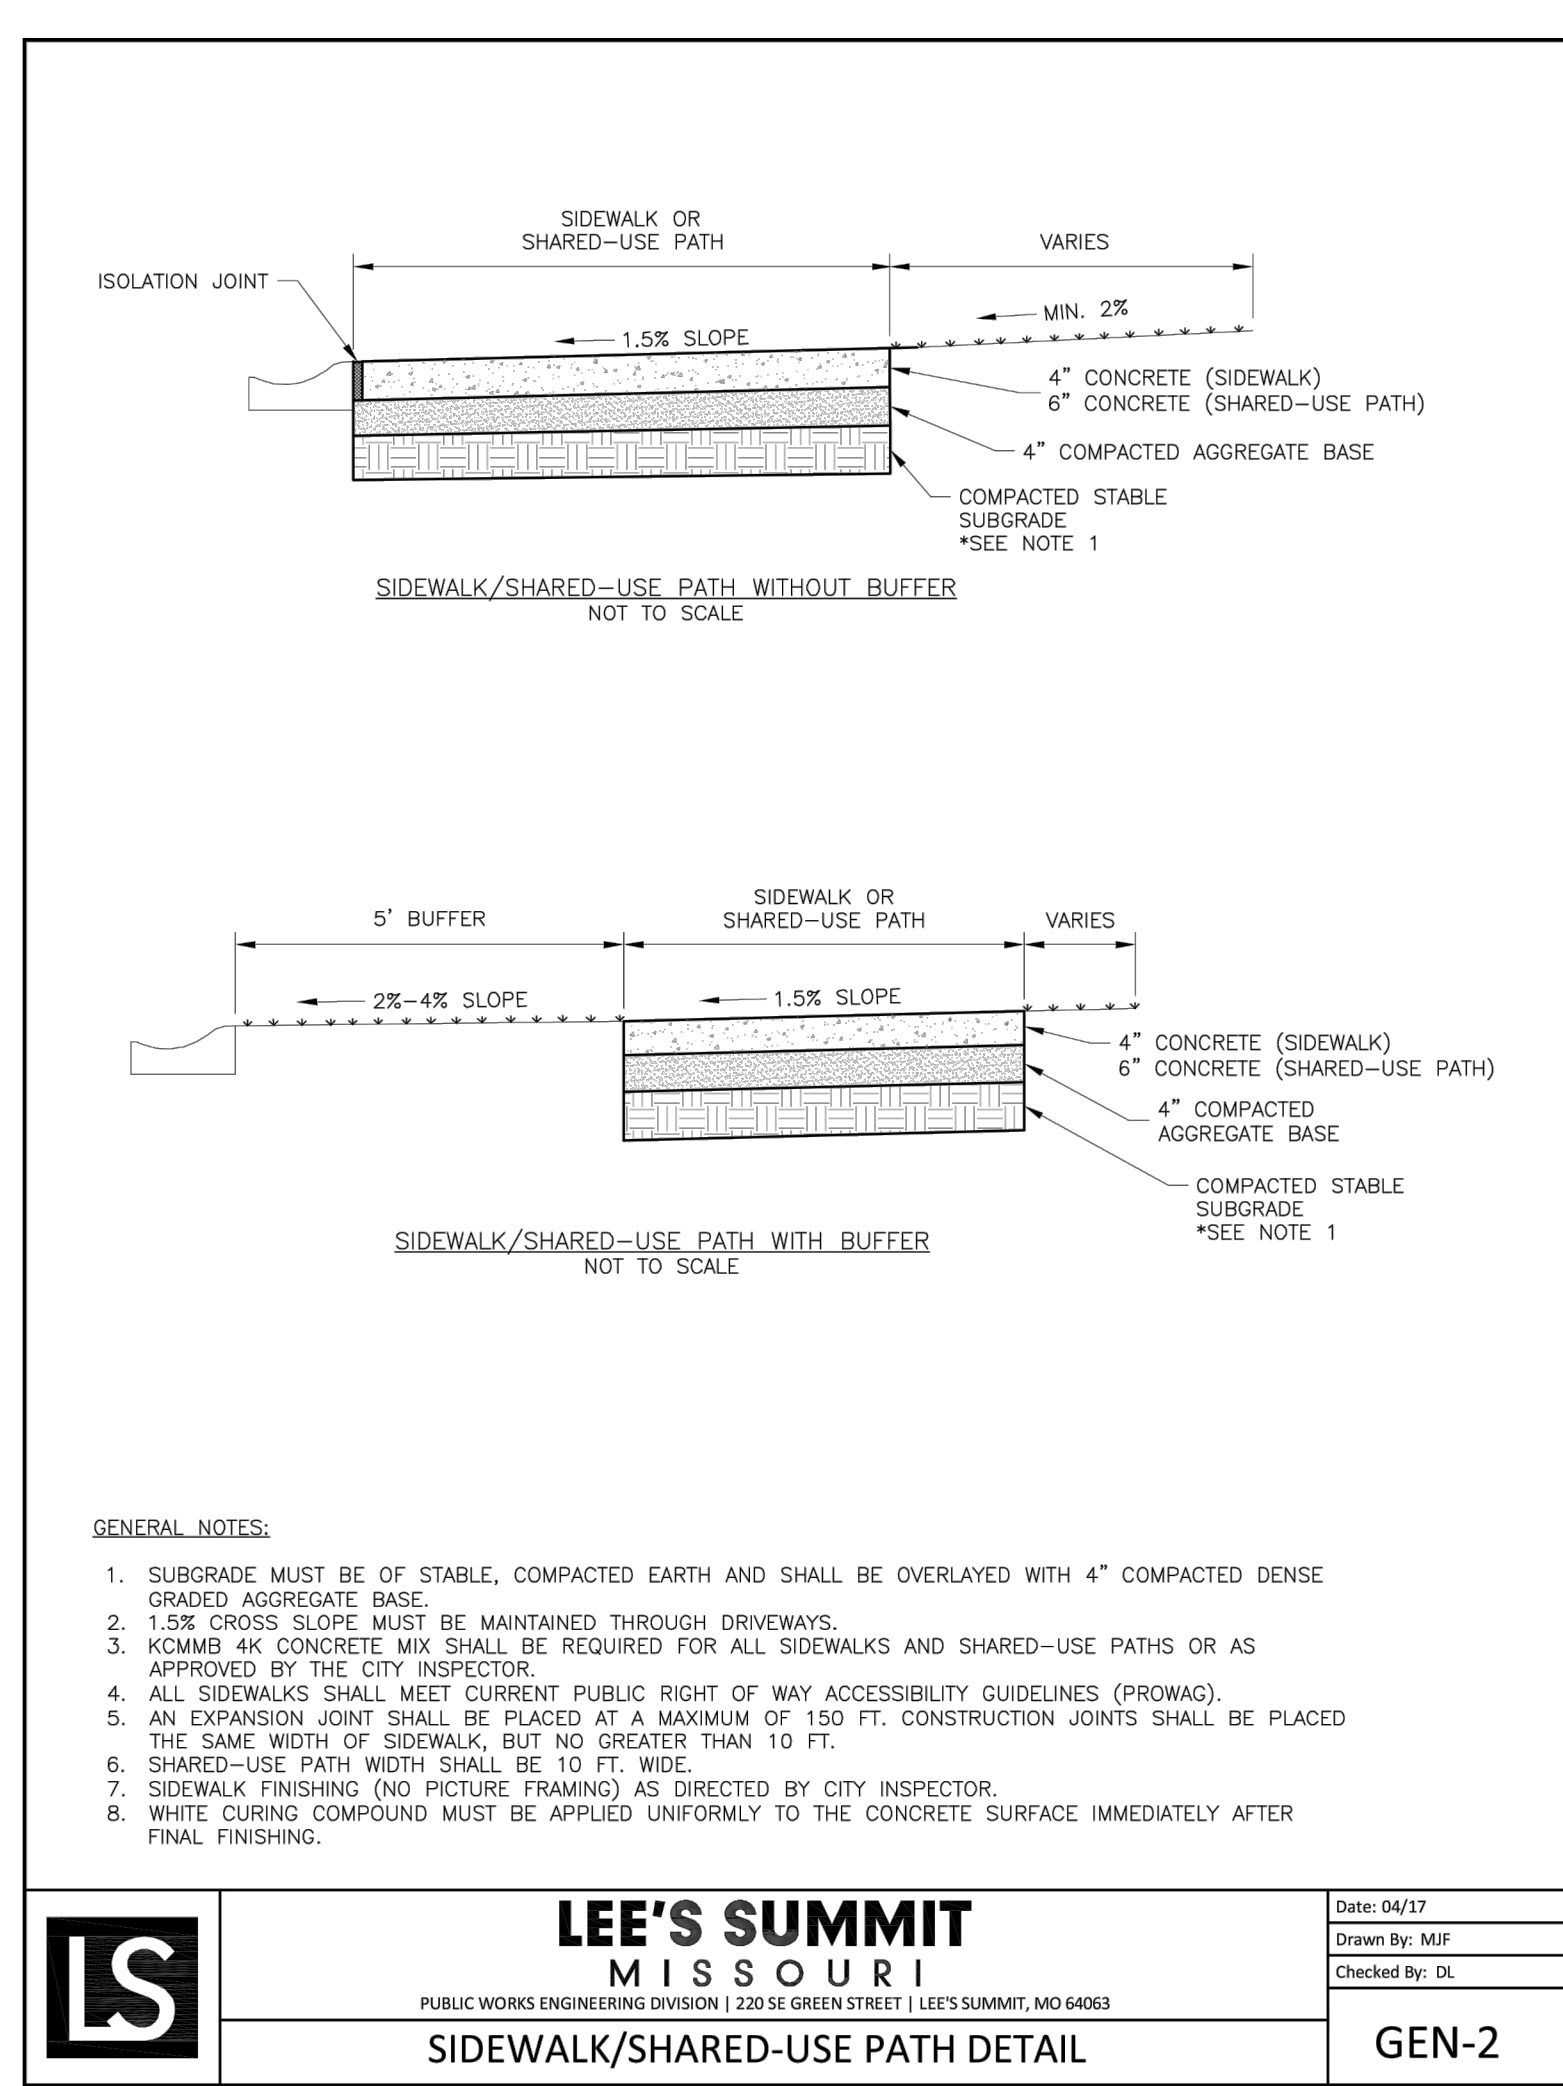 SIDEWALK OR
SHARED-USE PATH
VARIES
ISOLATION JOINT
MIN. 2%
1.5% SLOPE
4" CONCRETE (SIDEWALK)
6" CONCRETE (SHARED-USE PATH)
4" COMPACTED AGGREGATE BASE
COMPACTED STABLE
SUBGRADE
*SEE NOTE 1
SIDEWALK/SHARED-USE PATH WITHOUT BUFFER
NOT TO SCALE
5' BUFFER
SIDEWALK OR
SHARED-USE PATH
VARIES
2%-4% SLOPE
1.5% SLOPE
4" CONCRETE (SIDEWALK)
6" CONCRETE (SHARED-USE PATH)
4" COMPACTED
AGGREGATE BASE
COMPACTED STABLE
SUBGRADE
*SEE NOTE 1
SIDEWALK/SHARED-USE PATH WITH BUFFER
NOT TO SCALE
GENERAL NOTES:
1. SUBGRADE MUST BE OF STABLE, COMPACTED EARTH AND SHALL BE OVERLAYED WITH 4" COMPACTED DENSE
GRADED AGGREGATE BASE.
2. 1.5% CROSS SLOPE MUST BE MAINTAINED THROUGH DRIVEWAYS.
3. KCMMB 4K CONCRETE MIX SHALL BE REQUIRED FOR ALL SIDEWALKS AND SHARED-USE PATHS OR AS
APPROVED BY THE CITY INSPECTOR.
4. ALL SIDEWALKS SHALL MEET CURRENT PUBLIC RIGHT OF WAY ACCESSIBILITY GUIDELINES (PROWAG).
5. AN EXPANSION JOINT SHALL BE PLACED AT A MAXIMUM OF 150 FT. CONSTRUCTION JOINTS SHALL BE PLACED
THE SAME WIDTH OF SIDEWALK, BUT NO GREATER THAN 10 FT.
6. SHARED-USE PATH WIDTH SHALL BE 10 FT. WIDE.
7. SIDEWALK FINISHING (NO PICTURE FRAMING) AS DIRECTED BY CITY INSPECTOR.
8. WHITE CURING COMPOUND MUST BE APPLIED UNIFORMLY TO THE CONCRETE SURFACE IMMEDIATELY AFTER
FINAL FINISHING.
LS
LEE'S SUMMIT
MISSOURI
PUBLIC WORKS ENGINEERING DIVISION | 220 SE GREEN STREET | LEE'S SUMMIT, MO 64063
SIDEWALK/SHARED-USE PATH DETAIL
Date: 04/17
Drawn By: MJF
Checked By: DL
GEN-2